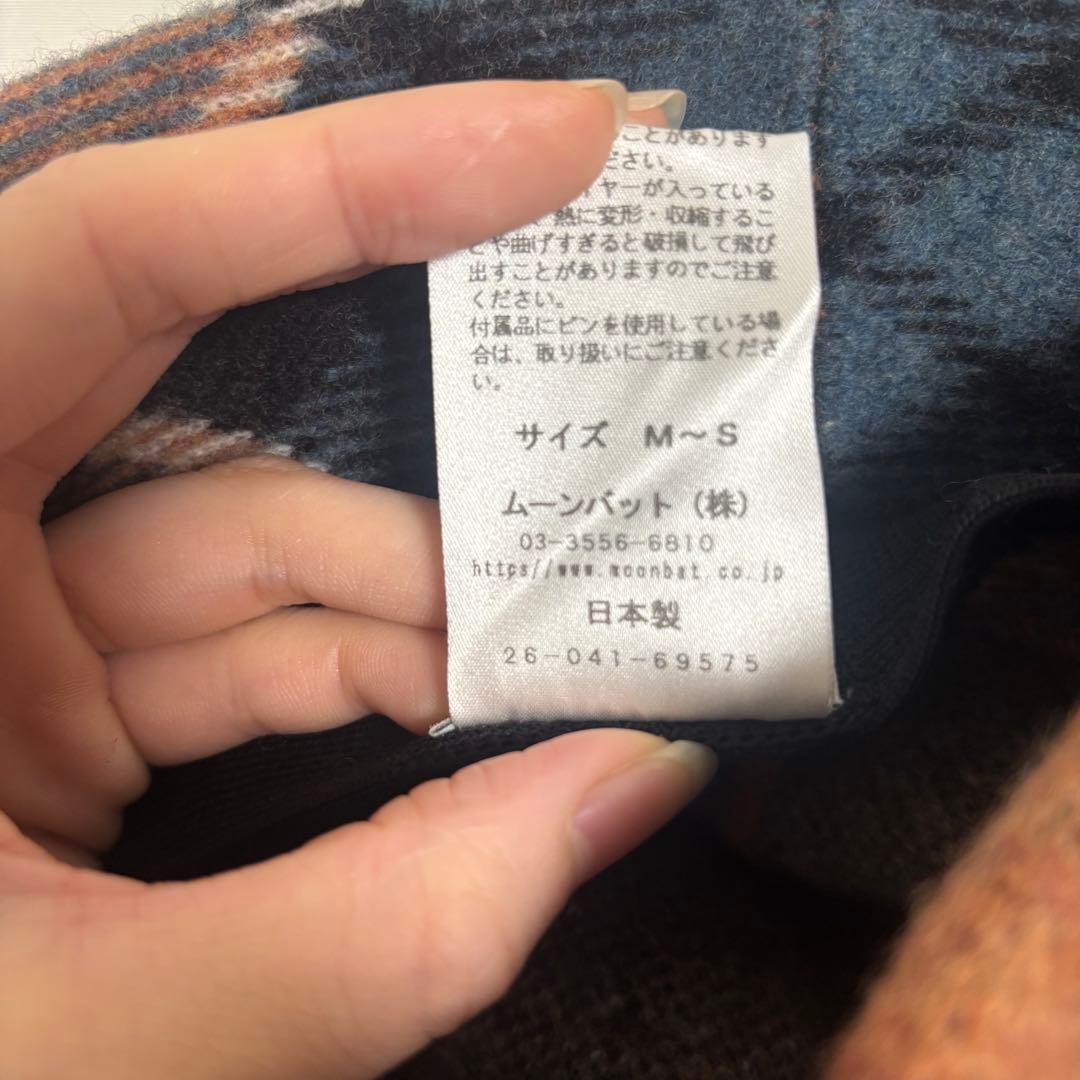 ことがあります
ださい。
ヤーが入っている
熱に変形・収縮するこ
とや曲げすぎると破損して飛び
出すことがありますのでご注意
ください。
付属品にピンを使用している場
合は、取り扱いにご注意くださ
い。
サイズ M〜S
ムーンバット（株）
03-3556-6810
https//www.moonbat.co.jp
日本製
26-041-69575